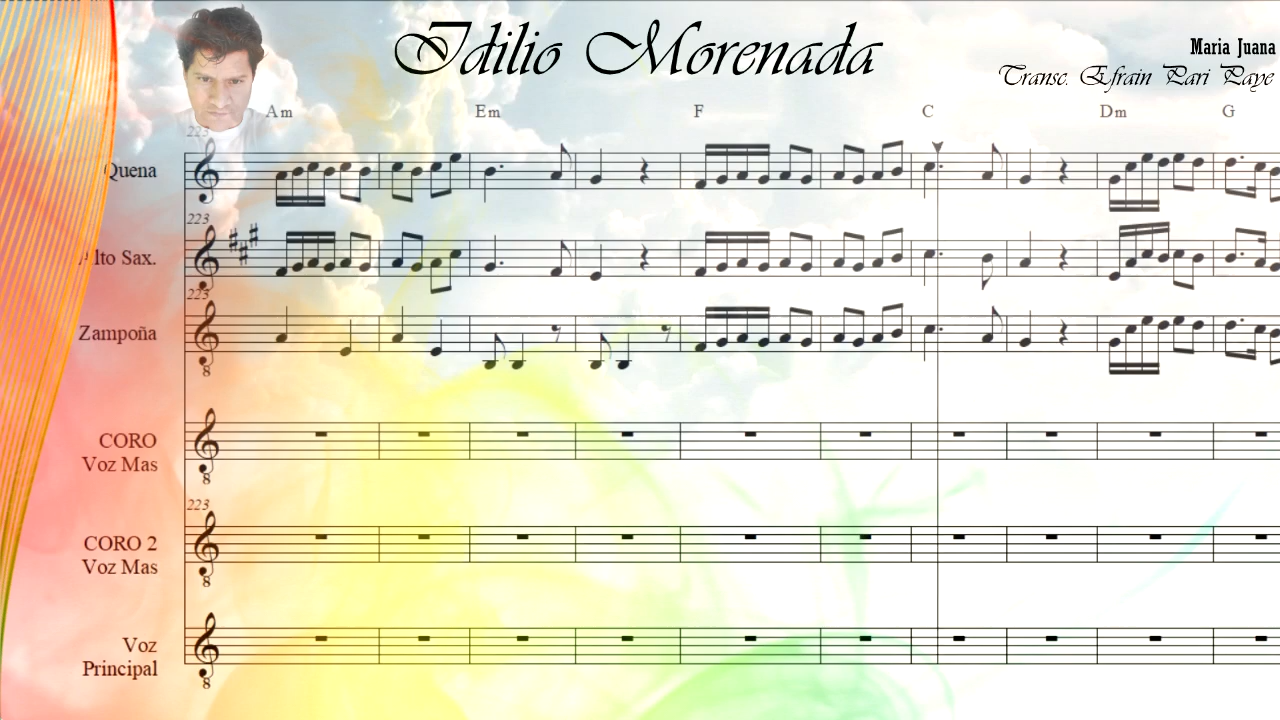 Idilio Morenada
Maria Juana
Transc. Efrain Pari Paye
Am Em F C Dm G
223
Quena
223
Alto Sax.
223
Zampoña
8
CORO
Voz Mas
8
223
CORO 2
Voz Mas
8
Voz
Principal
8